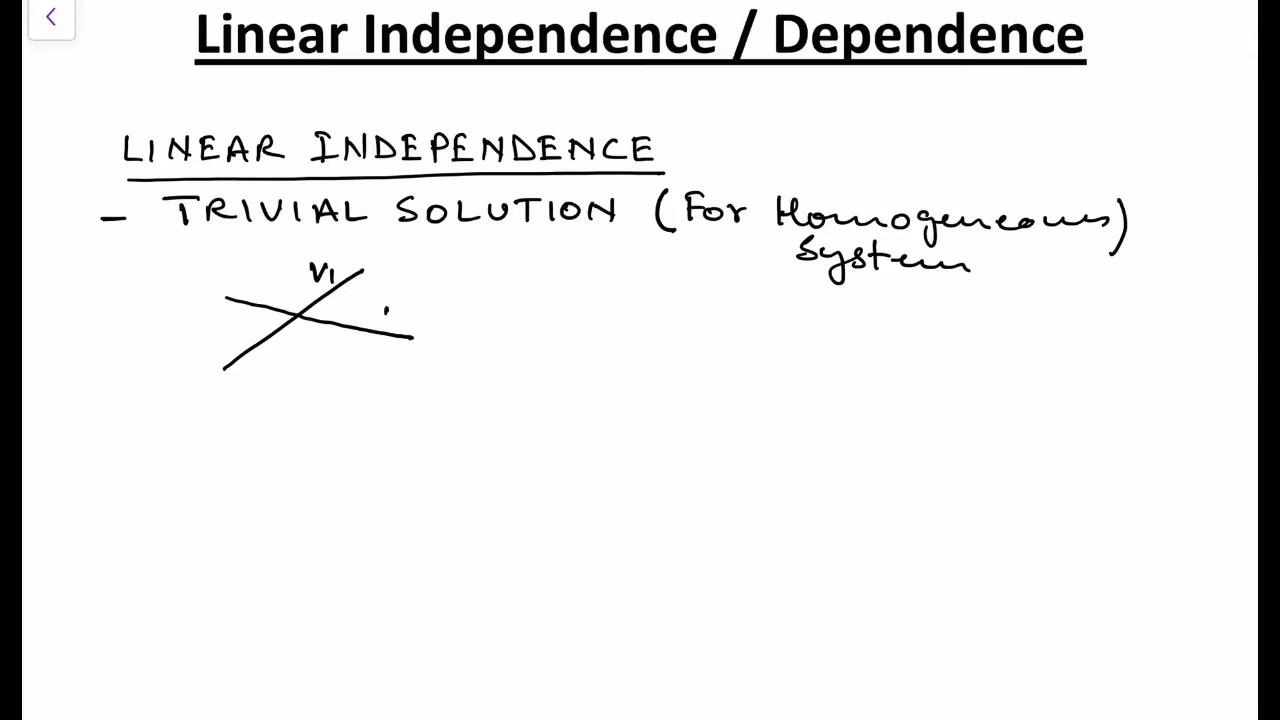 Linear Independence / Dependence
LINEAR INDEPENDENCE
- TRIVIAL SOLUTION (For Homogeneous)
System
V1